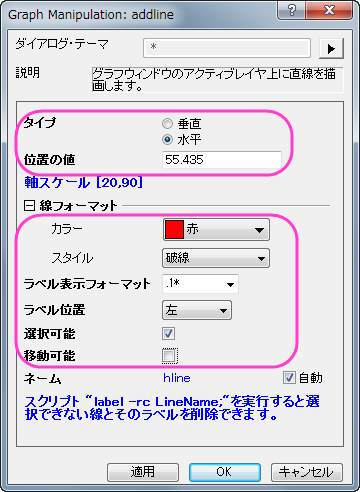 Graph Manipulation: addline
ダイアログ・テーマ
*
説明
グラフウィンドウのアクティブレイヤ上に直線を描
画します。
タイプ
垂直
水平
位置の値
55.435
軸スケール [20,90]
線フォーマット
カラー
赤
スタイル
破線
ラベル表示フォーマット
.1*
ラベル位置
左
選択可能
移動可能
ネーム
hline
自動
スクリプト “label -rc LineName;“を実行すると選
択できない線とそのラベルを削除できます。
適用
OK
キャンセル